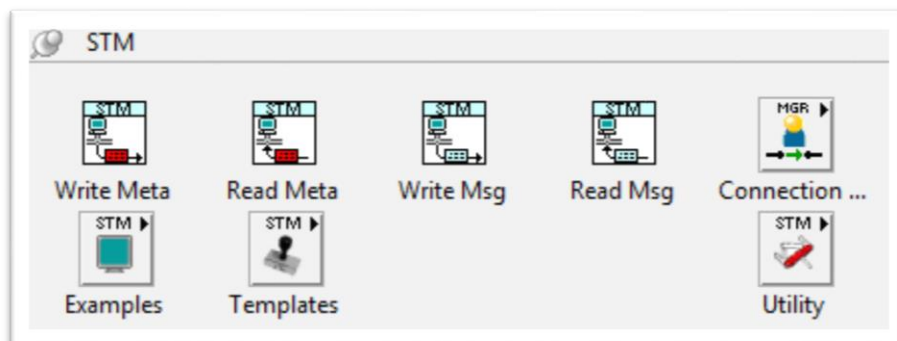 STM
STM STM STM STM MGR
Write Meta Read Meta Write Msg Read Msg Connection ...
STM STM STM
Examples Templates Utility